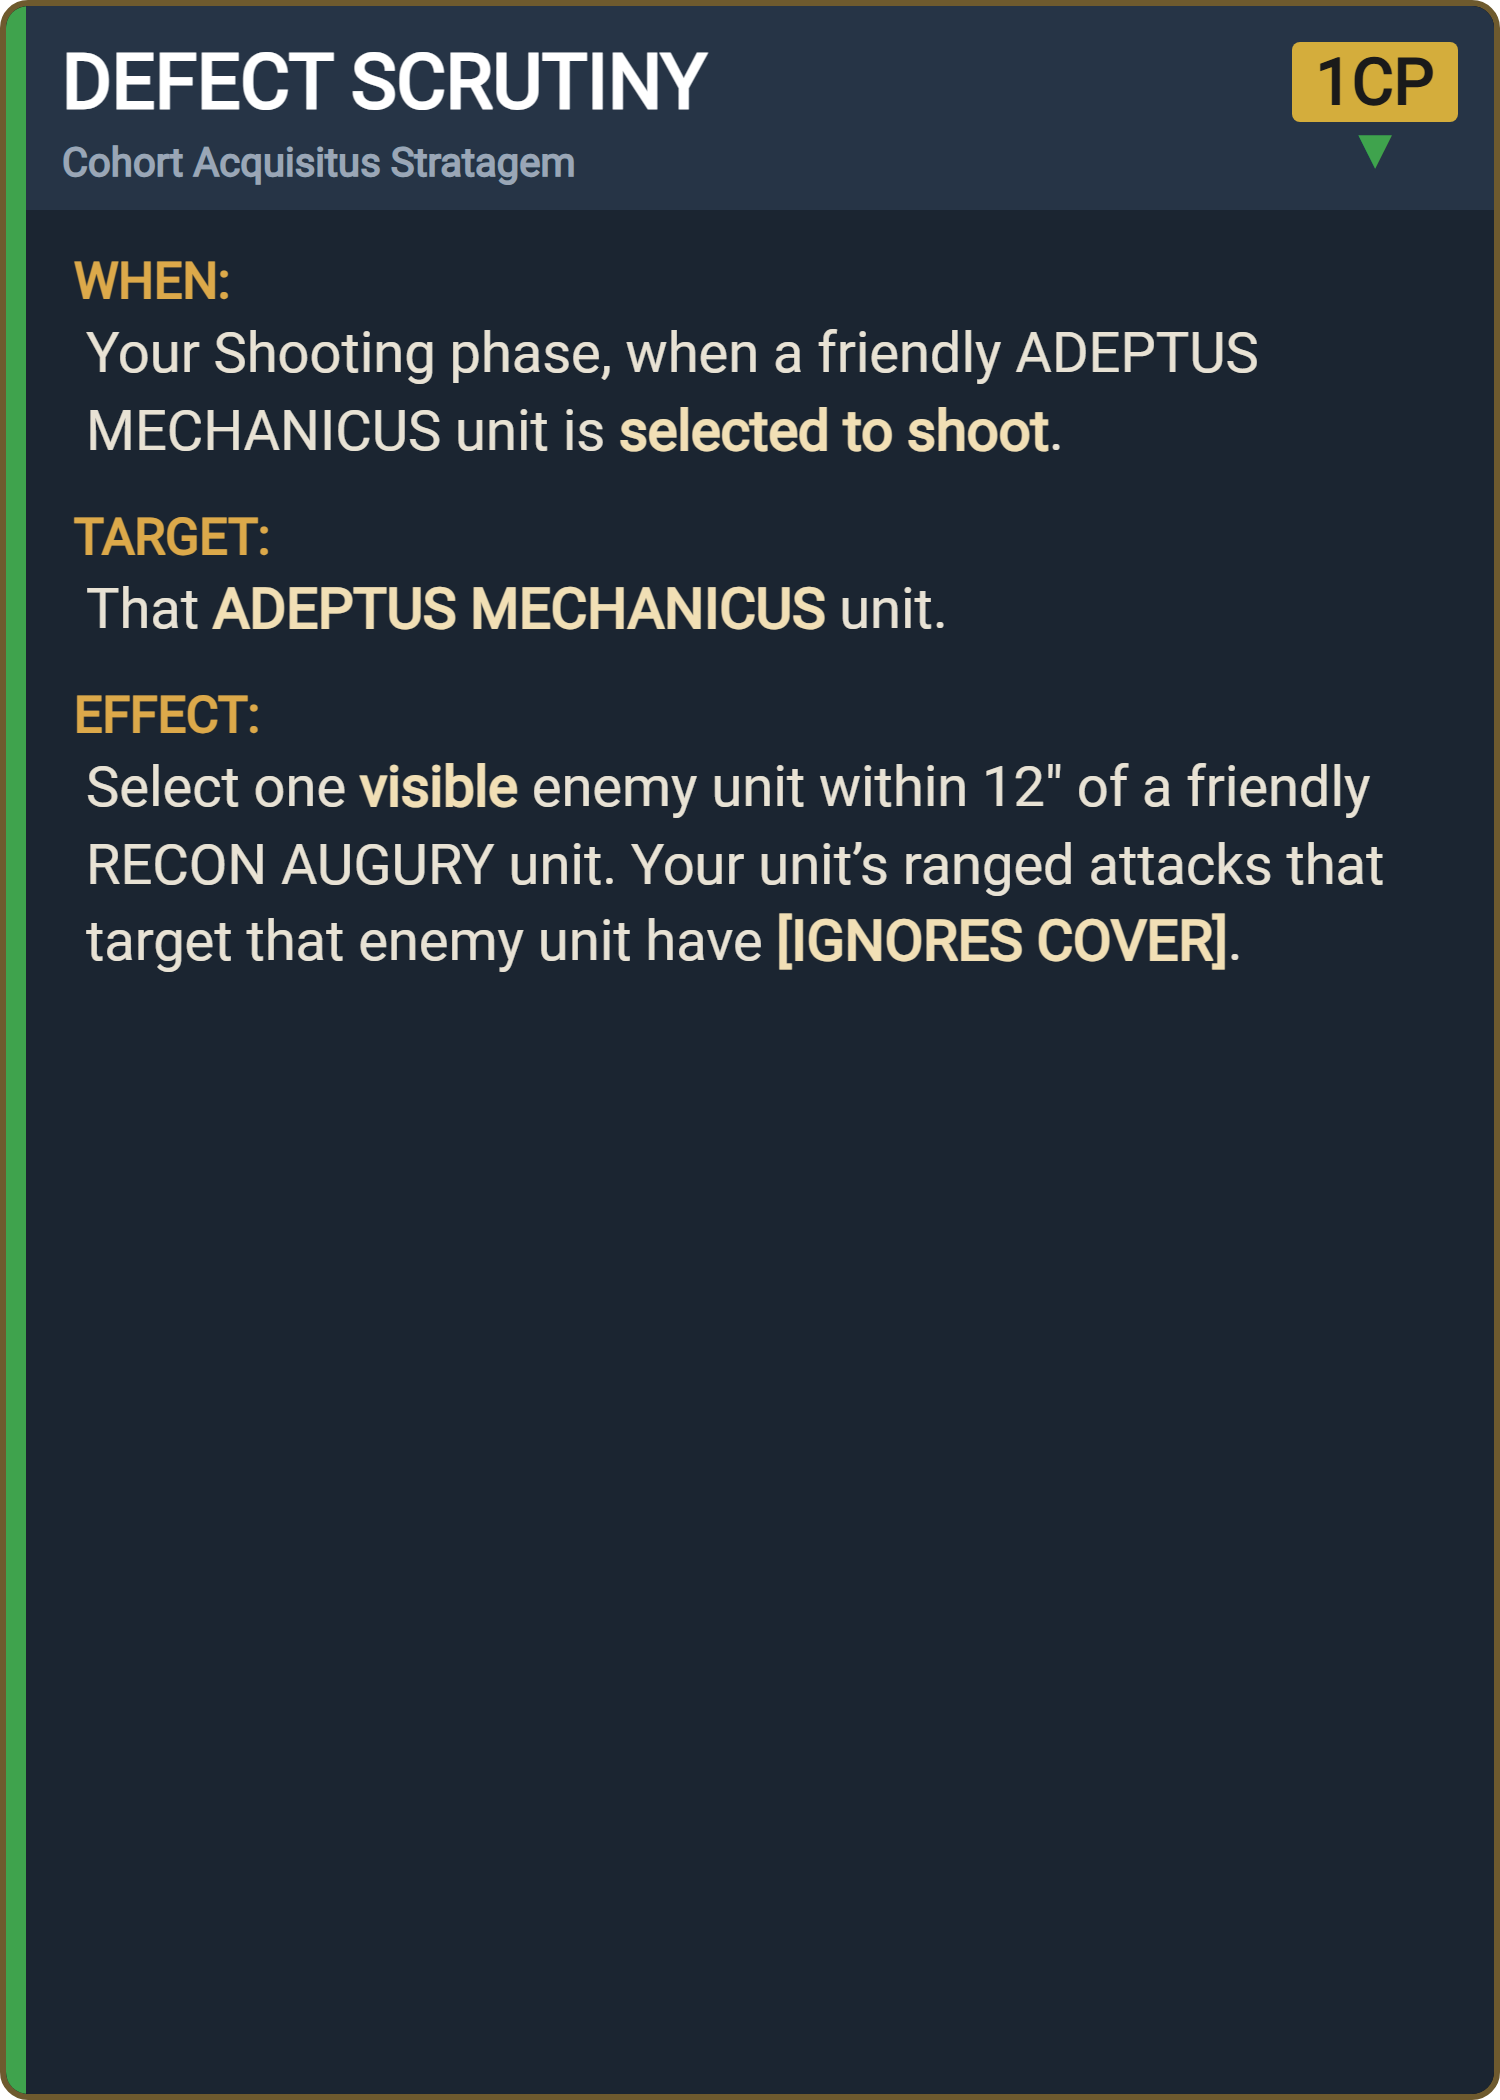 DEFECT SCRUTINY
1CP
Cohort Acquisitus Stratagem
WHEN:
Your Shooting phase, when a friendly ADEPTUS
MECHANICUS unit is selected to shoot.
TARGET:
That ADEPTUS MECHANICUS unit.
EFFECT:
Select one visible enemy unit within 12" of a friendly
RECON AUGURY unit. Your unit’s ranged attacks that
target that enemy unit have [IGNORES COVER].